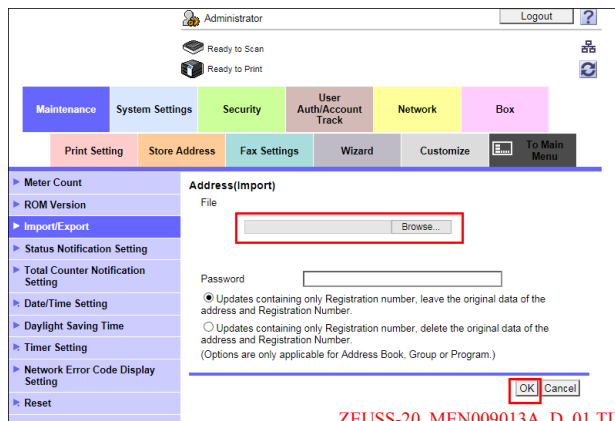 Administrator
Logout
?
Ready to Scan
Ready to Print
Maintenance
System Settings
Security
User
Auth/Account
Track
Network
Box
Print Setting
Store Address
Fax Settings
Wizard
Customize
To Main
Menu
Meter Count
ROM Version
Import/Export
Status Notification Setting
Total Counter Notification
Setting
Date/Time Setting
Daylight Saving Time
Timer Setting
Network Error Code Display
Setting
Reset
Address(Import)
File
Browse...
Password
Updates containing only Registration number, leave the original data of the
address and Registration Number.
Updates containing only Registration number, delete the original data of the
address and Registration Number.
(Options are only applicable for Address Book, Group or Program.)
OK
Cancel